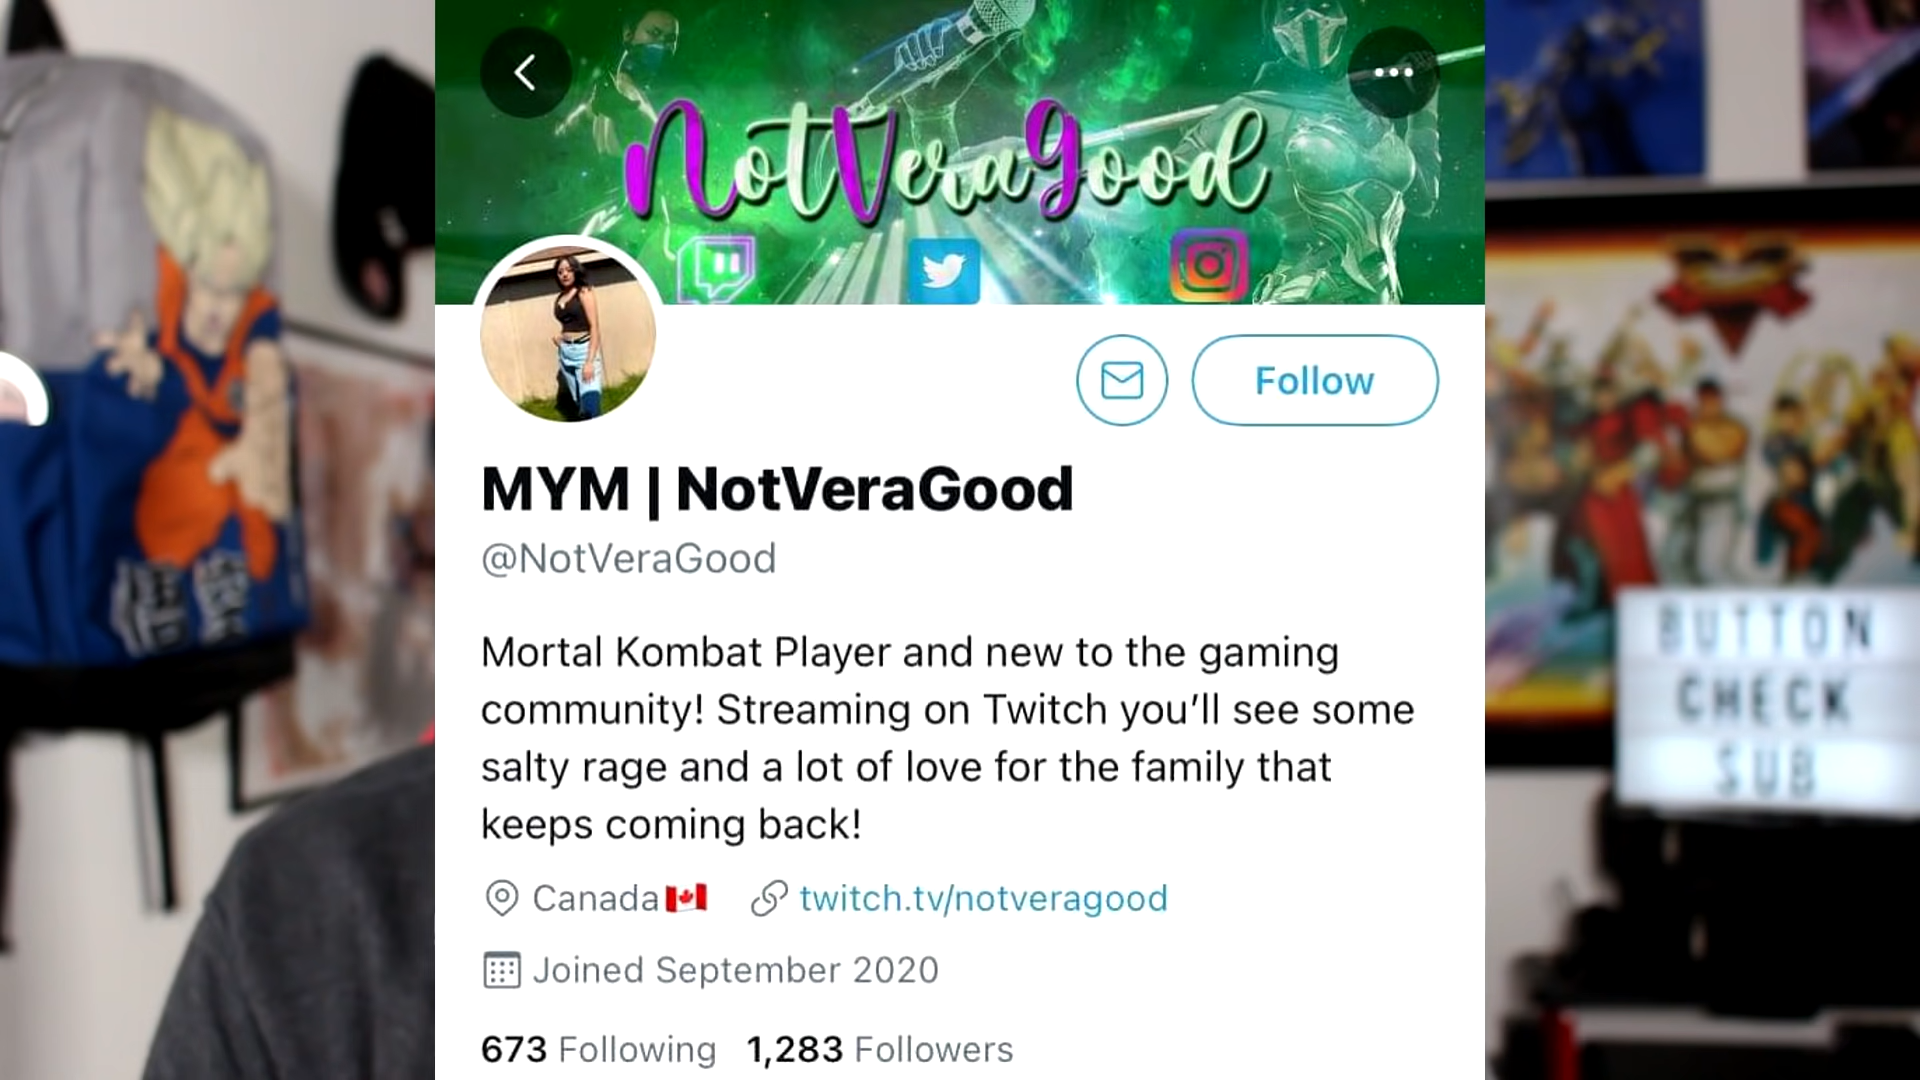 NotVeraGood
Follow
MYM | NotVeraGood
@NotVeraGood
Mortal Kombat Player and new to the gaming
community! Streaming on Twitch you’ll see some
salty rage and a lot of love for the family that
keeps coming back!
Canada twitch.tv/notveragood
Joined September 2020
673 Following 1,283 Followers
BUTTON
CHECK
SUB
悟空